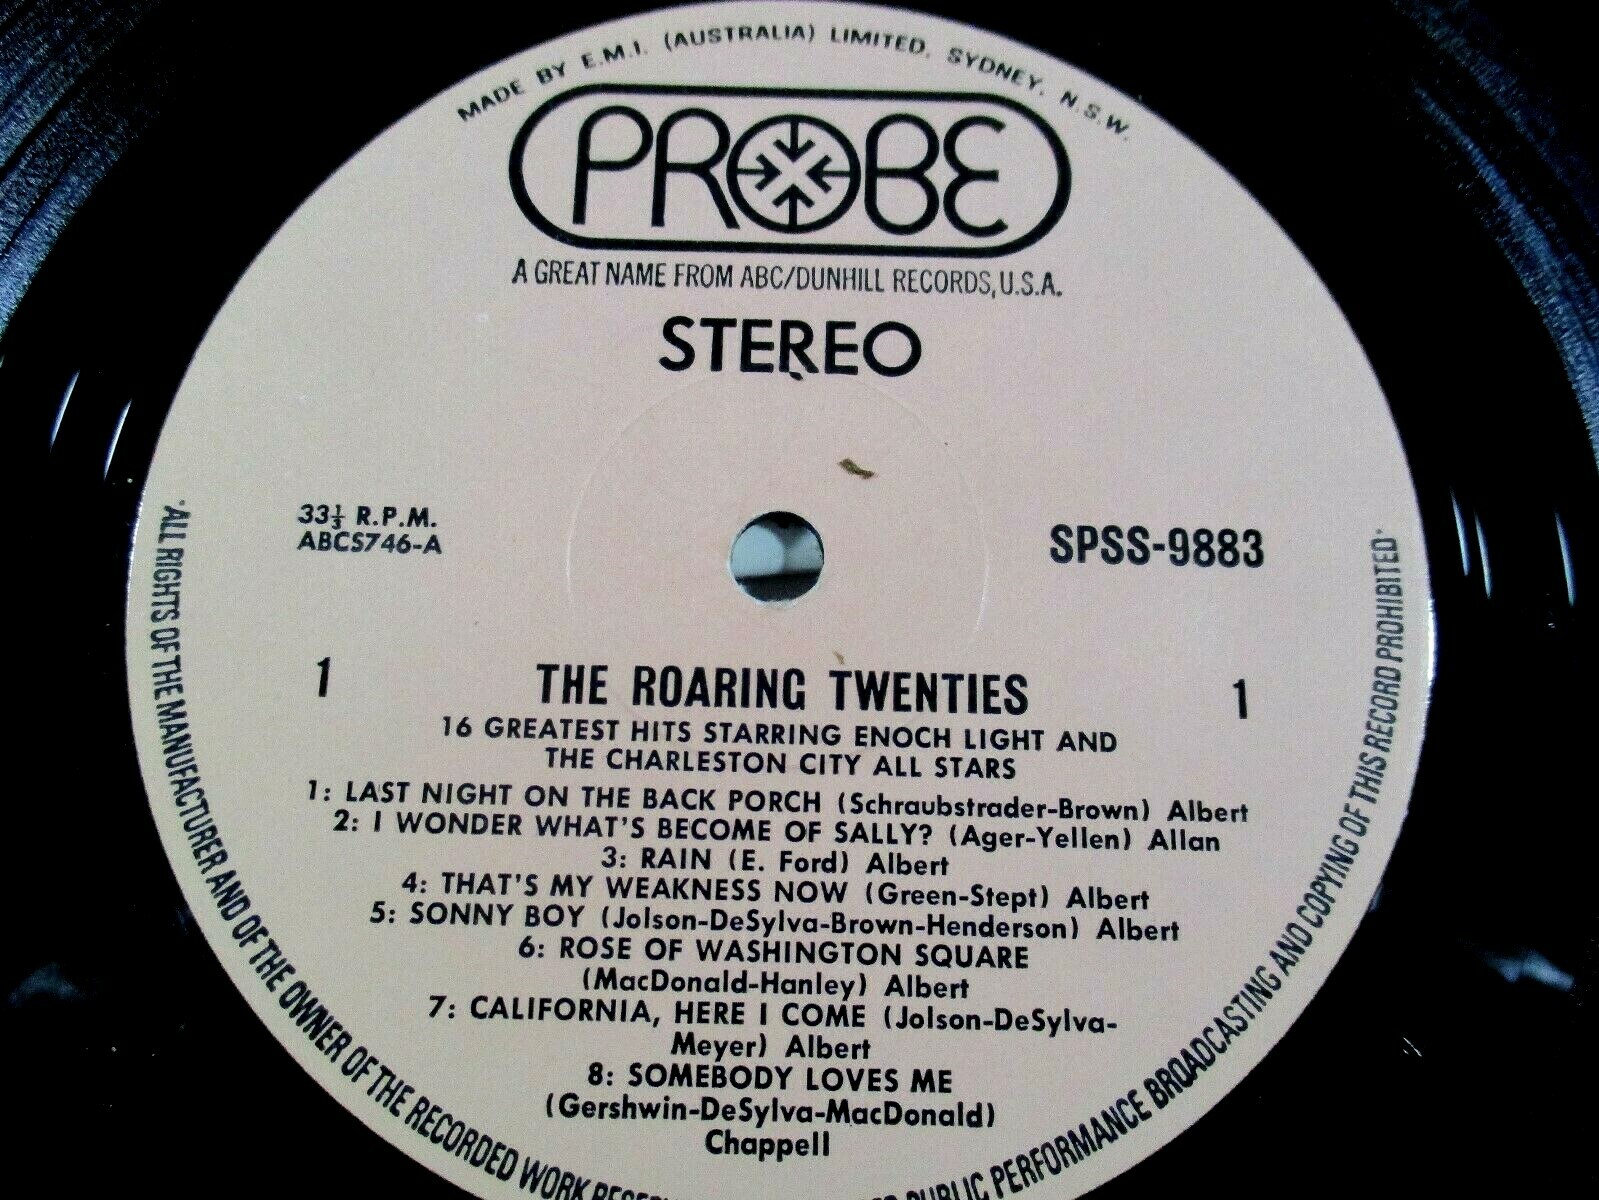 MADE BY E.M.I. (AUSTRALIA) LIMITED. SYDNEY. N.S.W.
PROBE
A GREAT NAME FROM ABC/DUNHILL RECORDS, U.S.A.
STEREO
33⅓ R.P.M.
ABCS746-A
SPSS-9883
1
THE ROARING TWENTIES
1
16 GREATEST HITS STARRING ENOCH LIGHT AND
THE CHARLESTON CITY ALL STARS
1: LAST NIGHT ON THE BACK PORCH (Schraubstrader-Brown) Albert
2: I WONDER WHAT'S BECOME OF SALLY? (Ager-Yellen) Allan
3: RAIN (E. Ford) Albert
4: THAT'S MY WEAKNESS NOW (Green-Stept) Albert
5: SONNY BOY (Jolson-DeSylva-Brown-Henderson) Albert
6: ROSE OF WASHINGTON SQUARE
(MacDonald-Hanley) Albert
7: CALIFORNIA, HERE I COME (Jolson-DeSylva-
Meyer) Albert
8: SOMEBODY LOVES ME
(Gershwin-DeSylva-MacDonald)
Chappell
·ALL RIGHTS OF THE MANUFACTURER AND OF THE OWNER OF THE RECORDED WORK PUBLIC PERFORMANCE BROADCASTING AND COPYING OF THIS RECORD PROHIBITED·